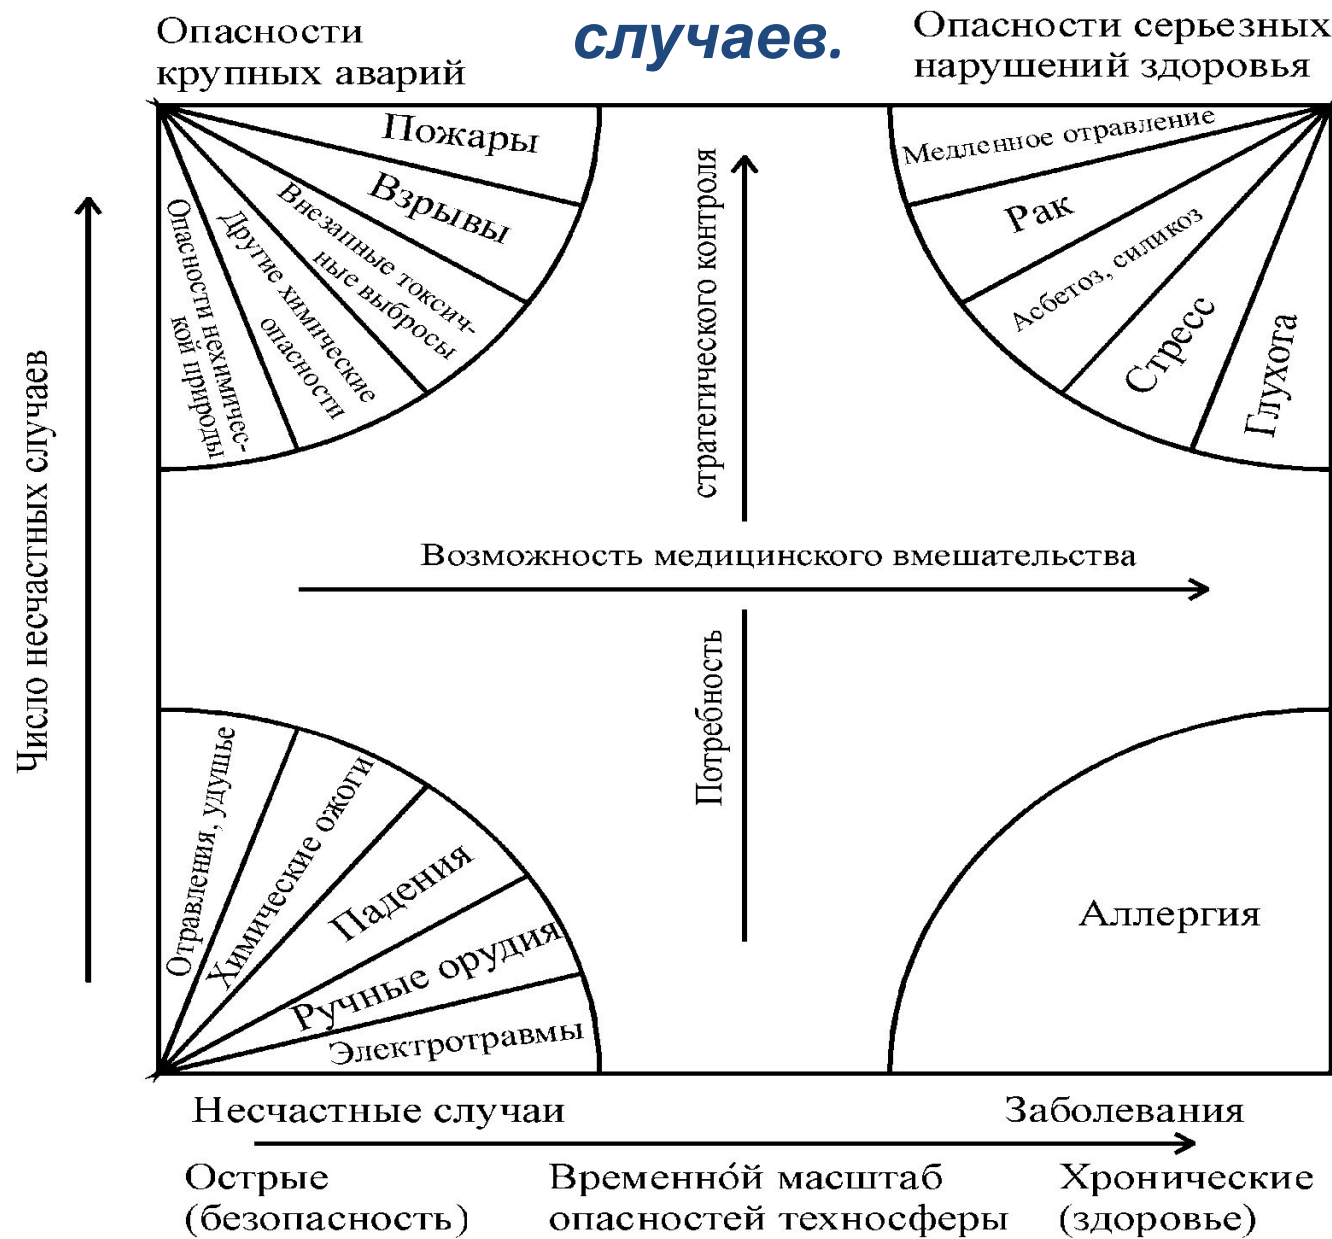 случаев.
Опасности
крупных аварий
Опасности серьезных
нарушений здоровья
Пожары
Взрывы
Внезапные токсич-
ные выбросы
Другие химические
опасности
Опасности нехимичес-
кой природы
Медленное отравление
Рак
Асбетоз, силикоз
Стресс
Глухота
Число несчастных случаев
стратегического контроля
Возможность медицинского вмешательства
Потребность
Отравления, удушье
Химические ожоги
Падения
Ручные орудия
Электротравмы
Аллергия
Несчастные случаи
Заболевания
Острые
(безопасность)
Временно́й масштаб
опасностей техносферы
Хронические
(здоровье)